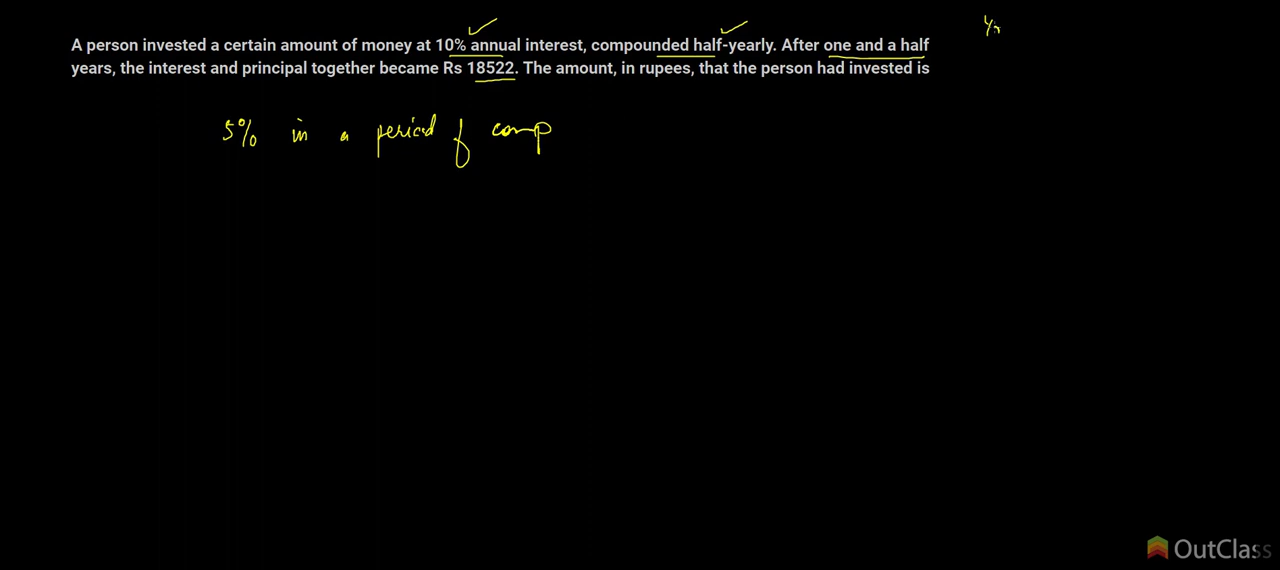 A person invested a certain amount of money at 10% annual interest, compounded half-yearly. After one and a half
years, the interest and principal together became Rs 18522. The amount, in rupees, that the person had invested is
5% in a period of comp
OutClass